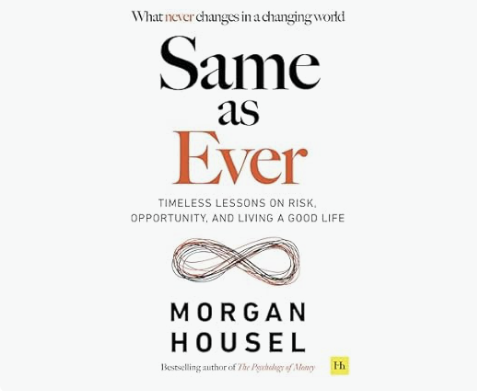 What never changes in a changing world
Same
as
Ever
TIMELESS LESSONS ON RISK,
OPPORTUNITY, AND LIVING A GOOD LIFE
MORGAN
HOUSEL
Bestselling author of The Psychology of Money
Hh